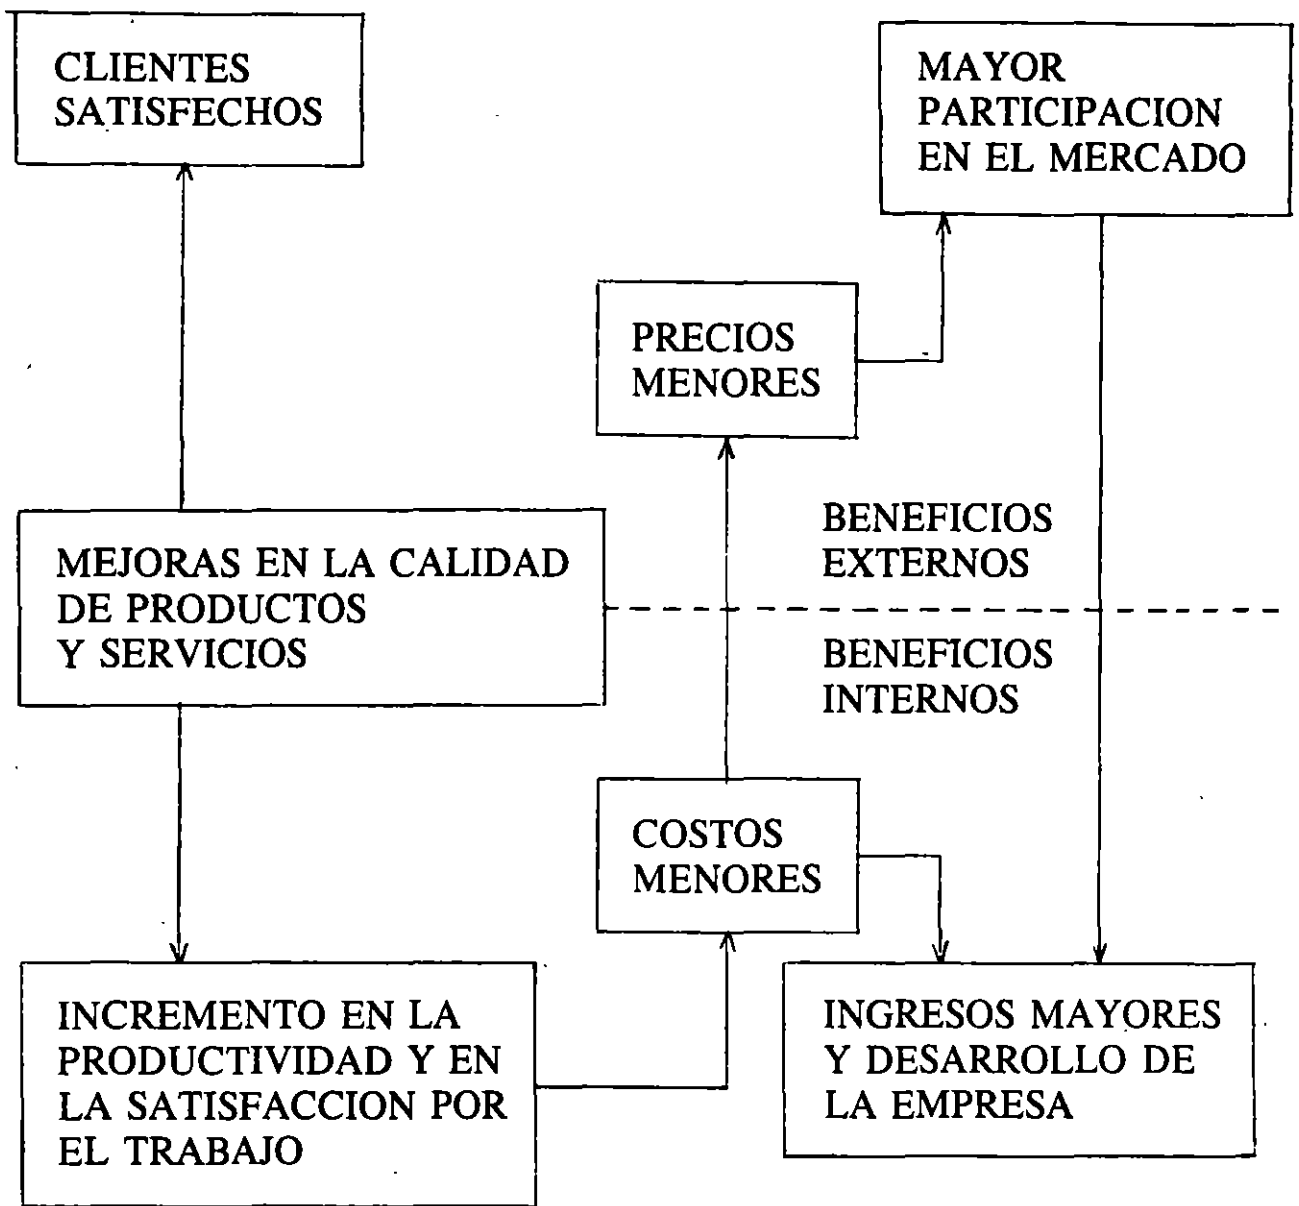 CLIENTES
SATISFECHOS
MAYOR
PARTICIPACION
EN EL MERCADO
PRECIOS
MENORES
BENEFICIOS
EXTERNOS
MEJORAS EN LA CALIDAD
DE PRODUCTOS
Y SERVICIOS
BENEFICIOS
INTERNOS
COSTOS
MENORES
INCREMENTO EN LA
PRODUCTIVIDAD Y EN
LA SATISFACCION POR
EL TRABAJO
INGRESOS MAYORES
Y DESARROLLO DE
LA EMPRESA